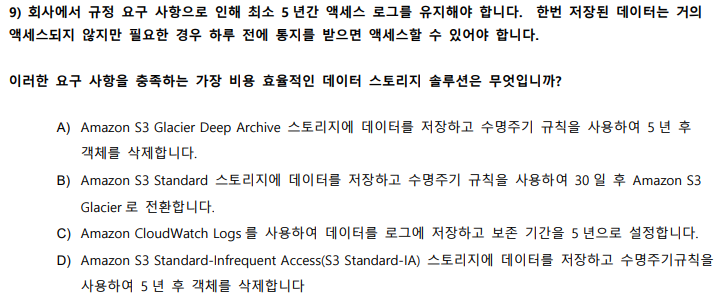 9) 회사에서 규정 요구 사항으로 인해 최소 5년간 액세스 로그를 유지해야 합니다. 한번 저장된 데이터는 거의
액세스되지 않지만 필요한 경우 하루 전에 통지를 받으면 액세스할 수 있어야 합니다.
이러한 요구 사항을 충족하는 가장 비용 효율적인 데이터 스토리지 솔루션은 무엇입니까?
A) Amazon S3 Glacier Deep Archive 스토리지에 데이터를 저장하고 수명주기 규칙을 사용하여 5년 후
객체를 삭제합니다.
B) Amazon S3 Standard 스토리지에 데이터를 저장하고 수명주기 규칙을 사용하여 30일 후 Amazon S3
Glacier로 전환합니다.
C) Amazon CloudWatch Logs를 사용하여 데이터를 로그에 저장하고 보존 기간을 5년으로 설정합니다.
D) Amazon S3 Standard-Infrequent Access(S3 Standard-IA) 스토리지에 데이터를 저장하고 수명주기규칙을
사용하여 5년 후 객체를 삭제합니다